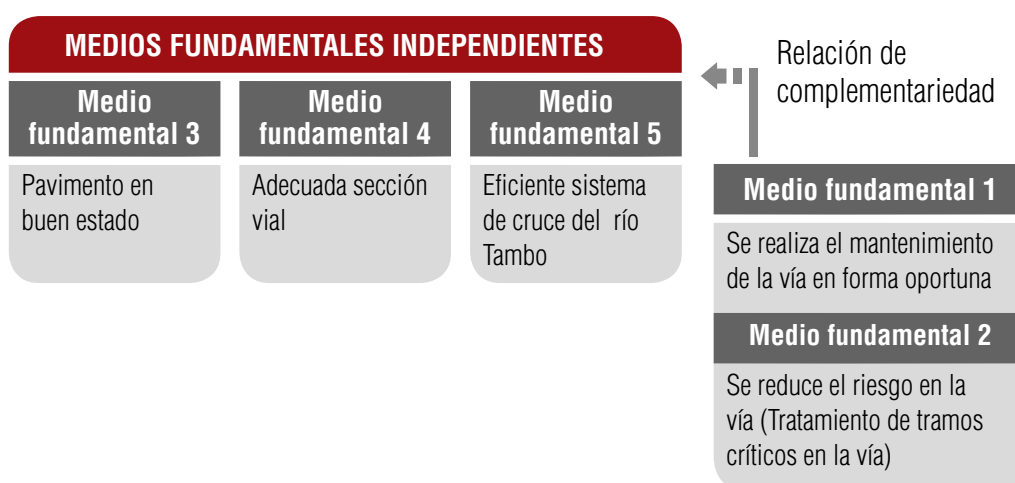 MEDIOS FUNDAMENTALES INDEPENDIENTES
Medio
fundamental 3
Pavimento en
buen estado
Medio
fundamental 4
Adecuada sección
vial
Medio
fundamental 5
Eficiente sistema
de cruce del río
Tambo
Relación de
complementariedad
Medio fundamental 1
Se realiza el mantenimiento
de la vía en forma oportuna
Medio fundamental 2
Se reduce el riesgo en la
vía (Tratamiento de tramos
críticos en la vía)